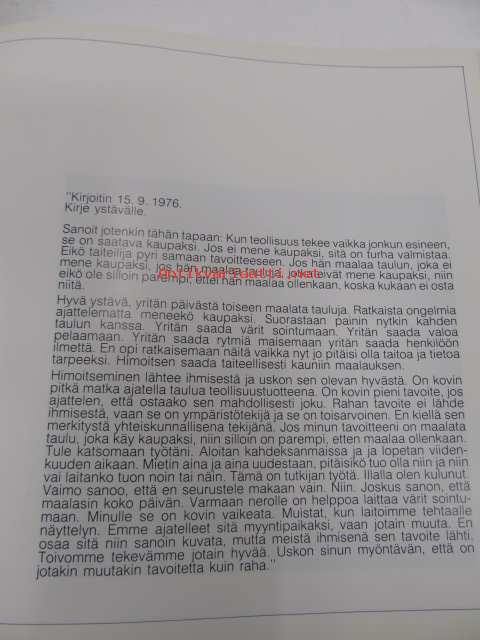 "Kirjoitin 15. 9. 1976.
Kirje ystävälle.
Sanoit jotenkin tähän tapaan: Kun teollisuus tekee vaikka jonkun esineen,
se on saatava kaupaksi. Jos ei mene kaupaksi, sitä on turha valmistaa.
Eikö taiteilija pyri samaan tavoitteeseen. Jos hän maalaa taulun, joka ei
mene kaupaksi, jos hän maalaa tauluja, jotka eivät mene kaupaksi, niin
eikö ole silloin parempi, ettei hän maalaa ollenkaan, koska kukaan ei osta
niitä.
Hyvä ystävä, yritän päivästä toiseen maalata tauluja. Ratkaista ongelmia
ajattelematta meneekö kaupaksi. Suorastaan painin nytkin kahden
taulun kanssa. Yritän saada värit sointumaan. Yritän saada valoa
pelaamaan. Yritän saada rytmiä maisemaan yritän saada henkilöön
ilmettä. En opi ratkaisemaan näitä vaikka nyt jo pitäisi olla taitoa ja tietoa
tarpeeksi. Himoitsen saada taiteellisesti kauniin maalauksen.
Himoitseminen lähtee ihmisestä ja uskon sen olevan hyvästä. On kovin
pitkä matka ajatella taulua teollisuustuotteena. On kovin pieni tavoite, jos
ajattelen, että ostaako sen mahdollisesti joku. Rahan tavoite ei lähde
ihmisestä, vaan se on ympäristötekijä ja se on toisarvoinen. En kiellä sen
merkitystä yhteiskunnallisena tekijänä. Jos minun tavoitteeni on maalata
taulu, joka käy kaupaksi, niin silloin on parempi, etten maalaa ollenkaan.
Tule katsomaan työtäni. Aloitan kahdeksanmaissa ja ja lopetan viiden-
kuuden aikaan. Mietin aina ja aina uudestaan, pitäisikö tuo olla niin ja niin
vai laitanko tuon noin tai näin. Tämä on tutkijan työtä. Illalla olen kulunut.
Vaimo sanoo, että en seurustele makaan vain. Niin. Joskus sanon, että
maalasin koko päivän. Varmaan nerolle on helppoa laittaa värit sointu-
maan. Minulle se on kovin vaikeata. Muistat, kun laitoimme tehtaalle
näyttelyn. Emme ajatelleet sitä myyntipaikaksi, vaan jotain muuta. En
osaa sitä niin sanoin kuvata, mutta meistä ihmisenä sen tavoite lähti.
Toivomme tekevämme jotain hyvää. Uskon sinun myöntävän, että on
jotakin muutakin tavoitetta kuin raha."